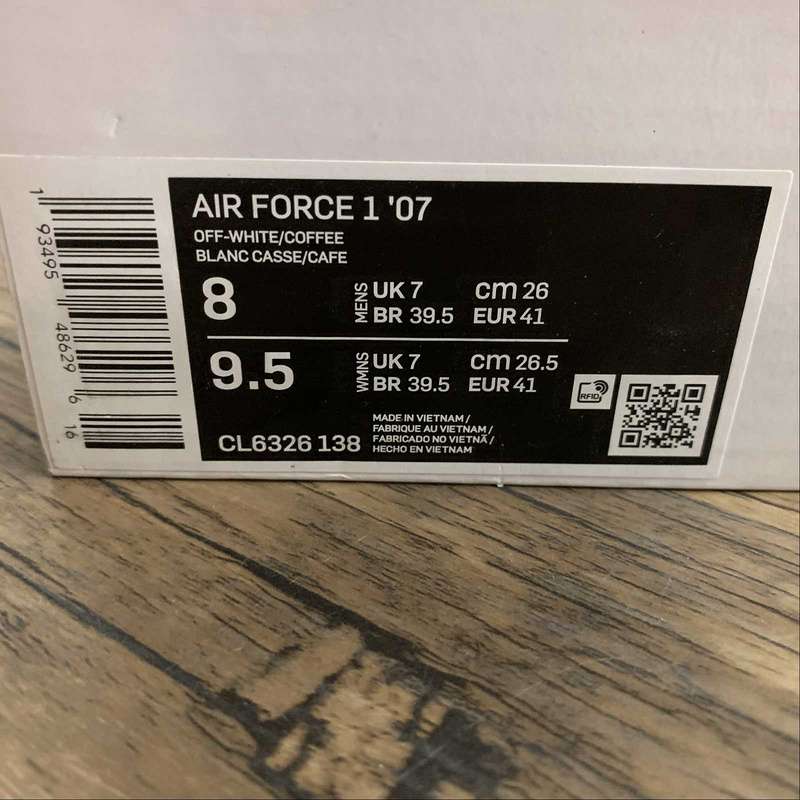 AIR FORCE 1 '07
OFF-WHITE/COFFEE
BLANC CASSE/CAFE
8 MENS UK 7 cm 26
BR 39.5 EUR 41
9.5 WMNS UK 7 cm 26.5
BR 39.5 EUR 41
RFID
CL6326 138
MADE IN VIETNAM /
FABRIQUE AU VIETNAM /
FABRICADO NO VIETNÃ /
HECHO EN VIETNAM
1 93495 48629 6 16